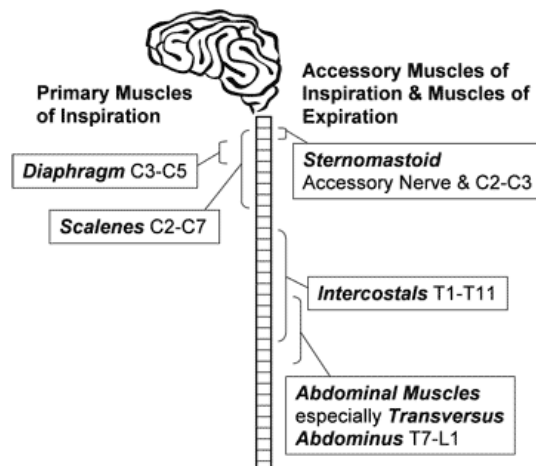 Primary Muscles
of Inspiration
Diaphragm C3-C5
Scalenes C2-C7
Accessory Muscles of
Inspiration & Muscles of
Expiration
Sternomastoid
Accessory Nerve & C2-C3
Intercostals T1-T11
Abdominal Muscles
especially Transversus
Abdominus T7-L1